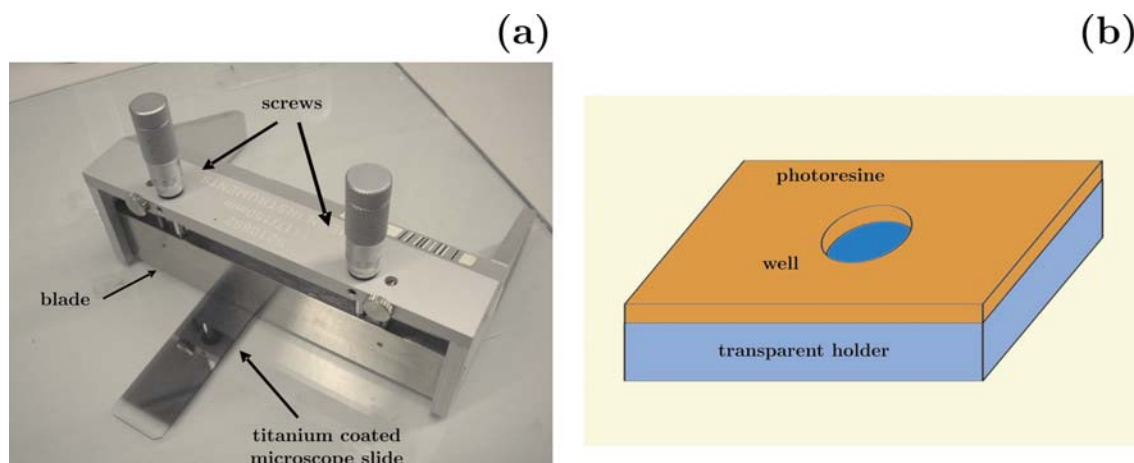 (a)
screws
blade
titanium coated
microscope slide
(b)
photoresine
well
transparent holder